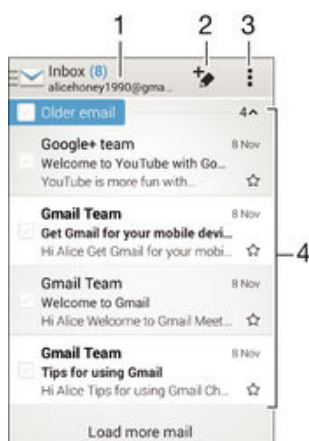 1 2 3
Inbox (8)
alicehoney1990@gma...
Older email 4
Google+ team 8 Nov
Welcome to YouTube with Go...
YouTube is more fun with...
Gmail Team 8 Nov
Get Gmail for your mobile devi...
Hi Alice Get Gmail for your mobi...
4
Gmail Team 8 Nov
Welcome to Gmail
Hi Alice Welcome to Gmail Meet...
Gmail Team 8 Nov
Tips for using Gmail
Hi Alice Tips for using Gmail Ch...
Load more mail